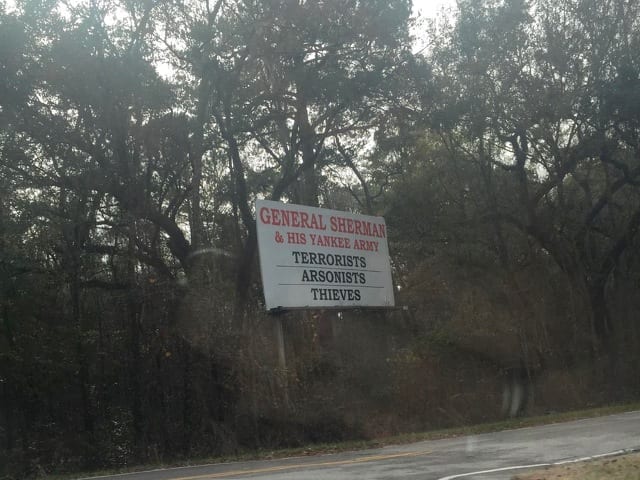 GENERAL SHERMAN
& HIS YANKEE ARMY
TERRORISTS
ARSONISTS
THIEVES